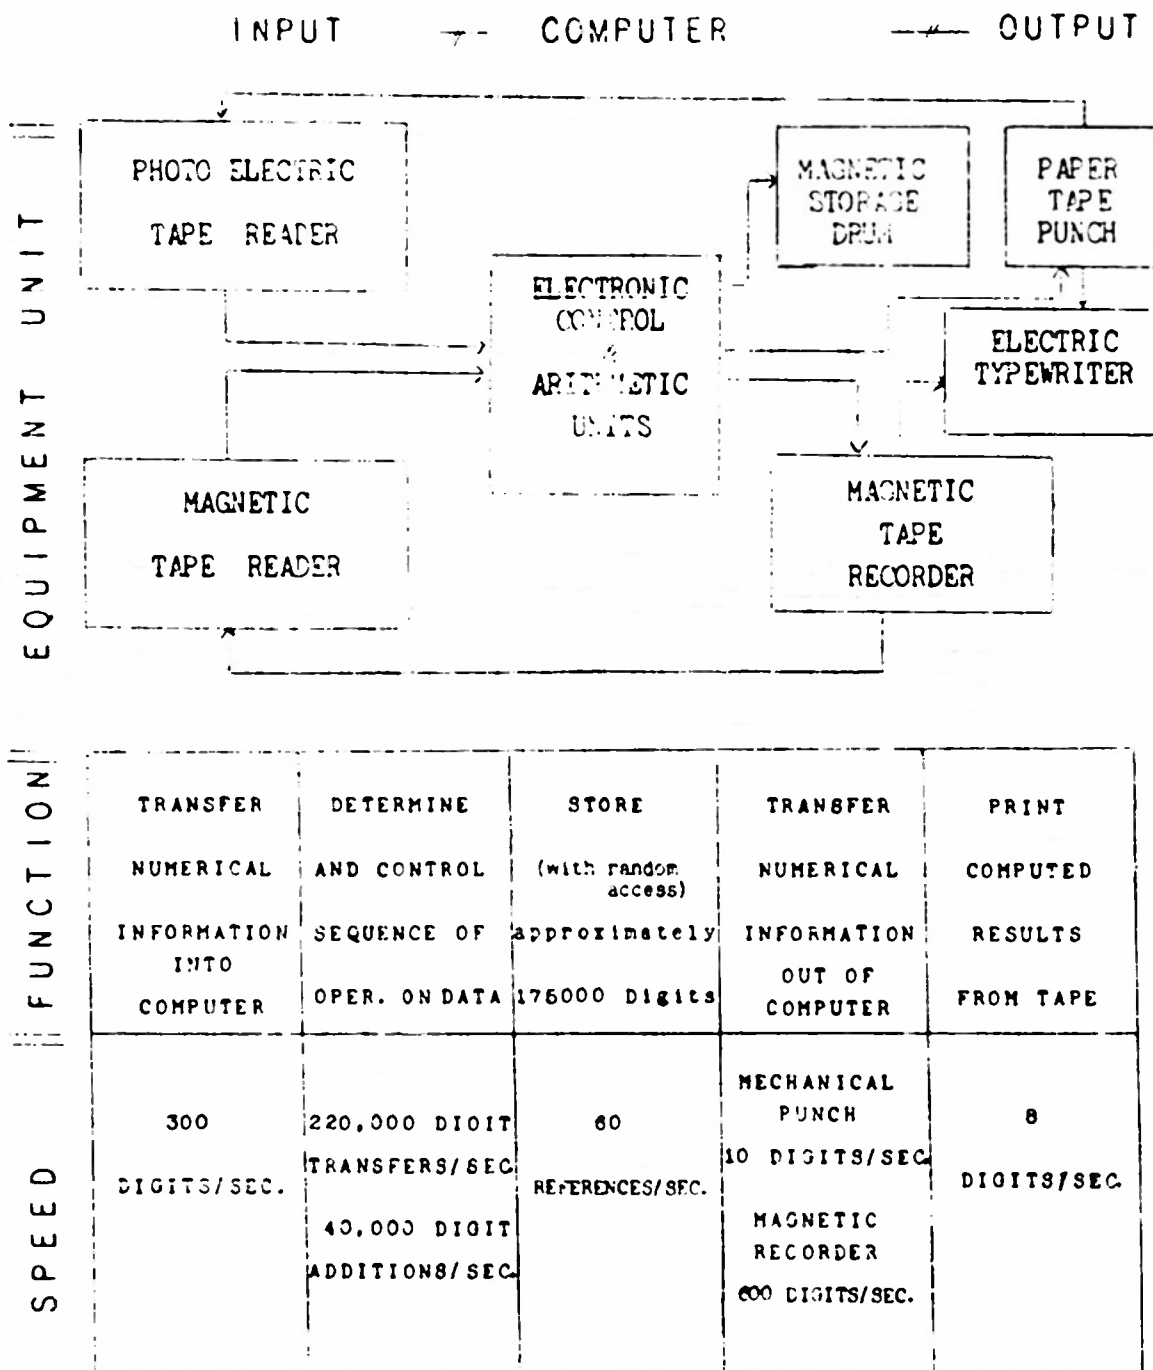 INPUT COMPUTER OUTPUT
EQUIPMENT UNIT
PHOTO ELECTRIC
TAPE READER
MAGNETIC
TAPE READER
ELECTRONIC
CONTROL
&
ARITHMETIC
UNITS
MAGNETIC
STORAGE
DRUM
PAPER
TAPE
PUNCH
ELECTRIC
TYPEWRITER
MAGNETIC
TAPE
RECORDER
FUNCTION
TRANSFER
NUMERICAL
INFORMATION
INTO
COMPUTER
DETERMINE
AND CONTROL
SEQUENCE OF
OPER. ON DATA
STORE
(with random
access)
approximately
175000 Digits
TRANSFER
NUMERICAL
INFORMATION
OUT OF
COMPUTER
PRINT
COMPUTED
RESULTS
FROM TAPE
SPEED
300
DIGITS/SEC.
220,000 DIGIT
TRANSFERS/SEC
40,000 DIGIT
ADDITIONS/SEC.
60
REFERENCES/SEC.
MECHANICAL
PUNCH
10 DIGITS/SEC
MAGNETIC
RECORDER
600 DIGITS/SEC.
8
DIGITS/SEC.